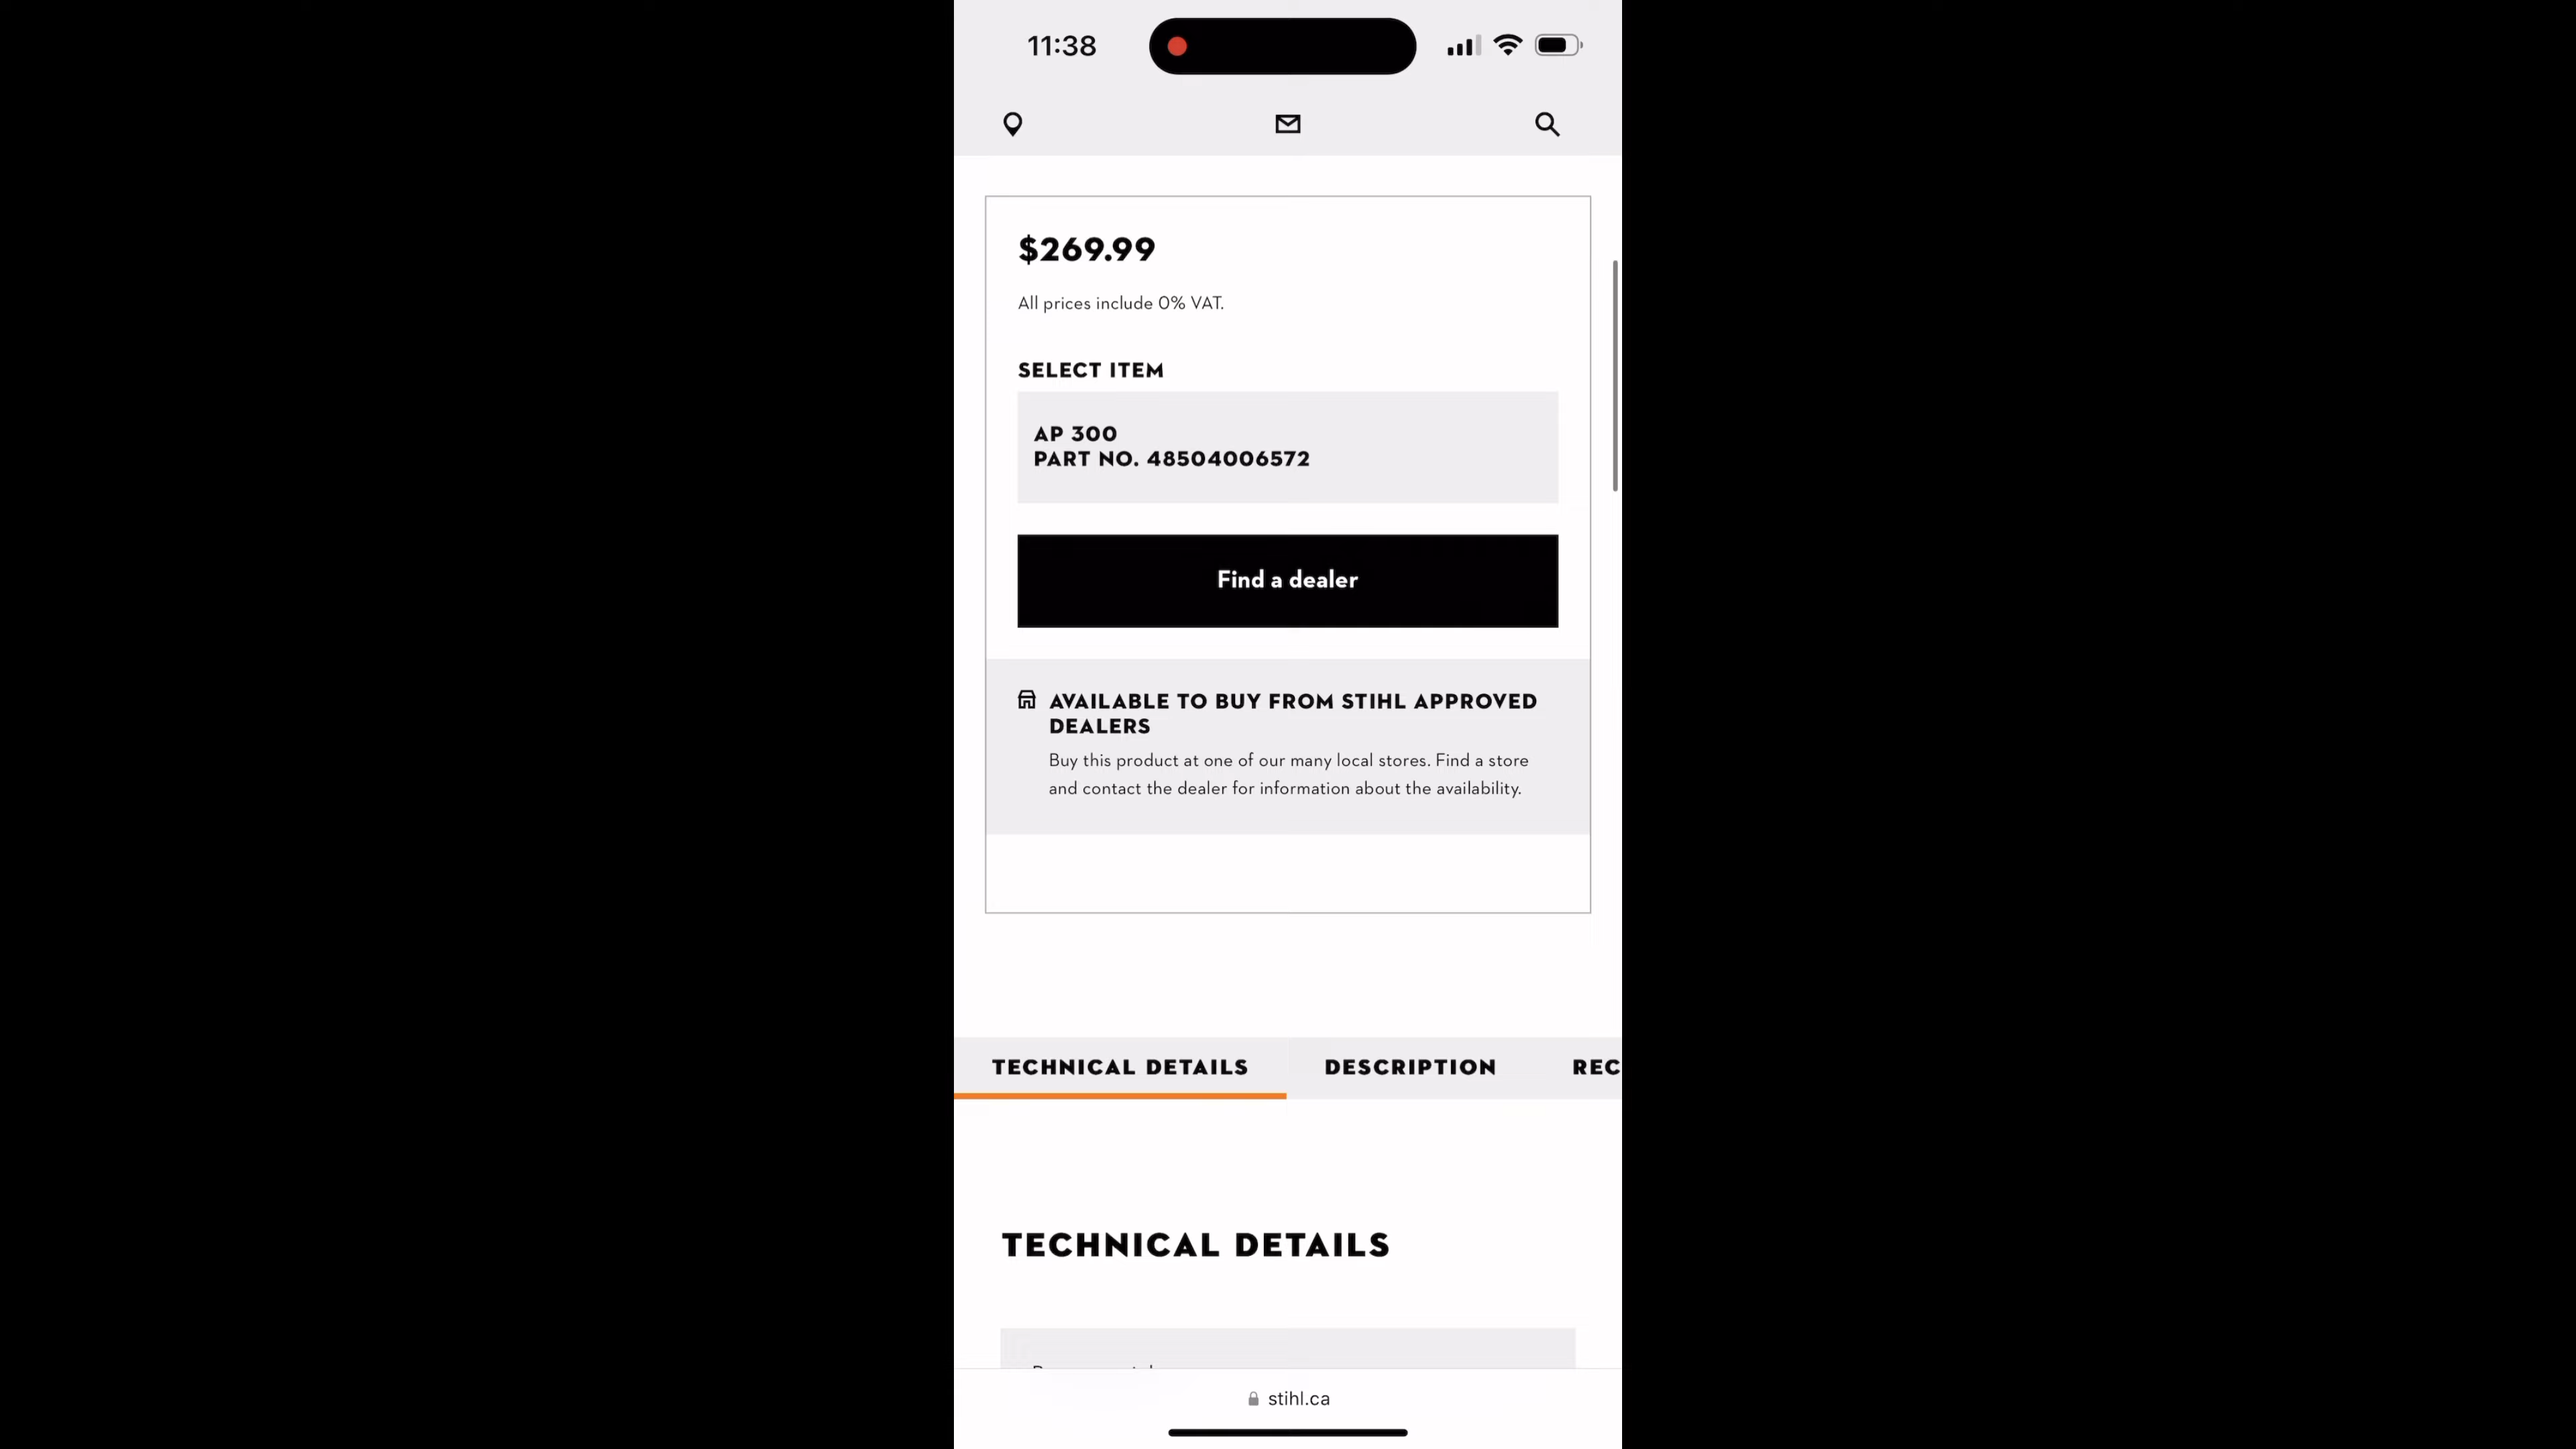 11:38
$269.99
All prices include 0% VAT.
SELECT ITEM
AP 300
PART NO. 48504006572
Find a dealer
AVAILABLE TO BUY FROM STIHL APPROVED
DEALERS
Buy this product at one of our many local stores. Find a store
and contact the dealer for information about the availability.
TECHNICAL DETAILS DESCRIPTION REC
TECHNICAL DETAILS
stihl.ca